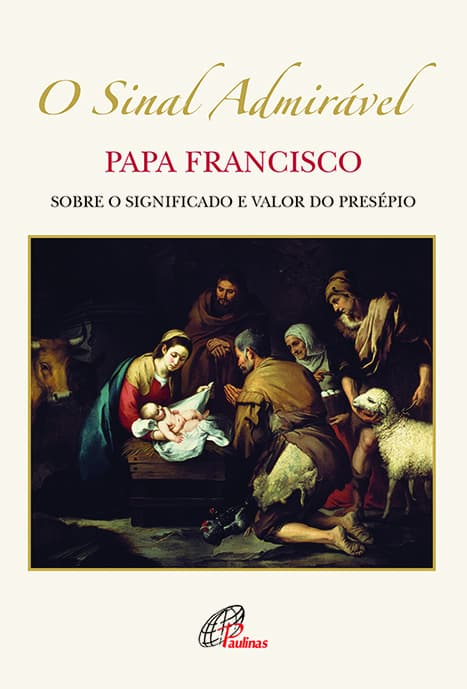 O Sinal Admirável
PAPA FRANCISCO
SOBRE O SIGNIFICADO E VALOR DO PRESÉPIO
Paulinas